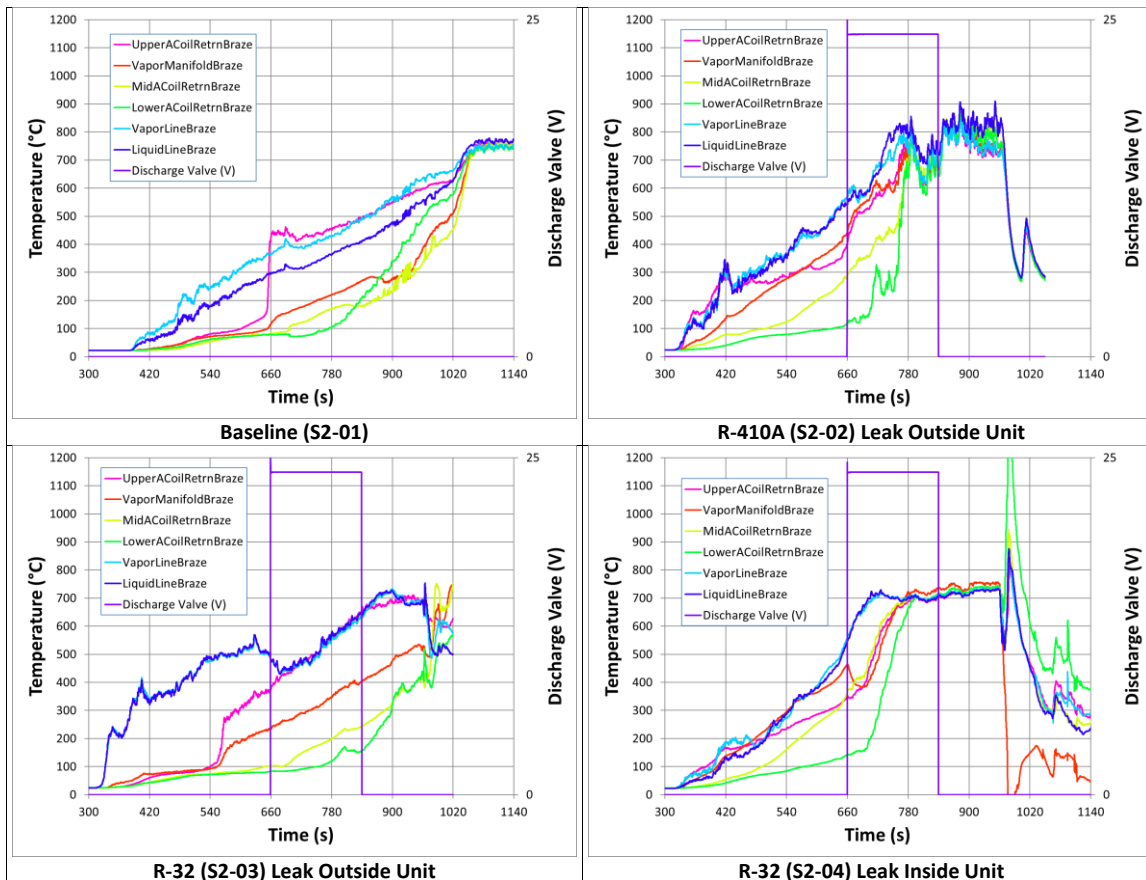 1200
1100
1000
900
800
700
600
500
400
300
200
100
0
Temperature (°C)
UpperACoilRetrnBraze
VaporManifoldBraze
MidACoilRetrnBraze
LowerACoilRetrnBraze
VaporLineBraze
LiquidLineBraze
Discharge Valve (V)
25
0
Discharge Valve (V)
300 420 540 660 780 900 1020 1140
Time (s)
Baseline (S2-01)
1200
1100
1000
900
800
700
600
500
400
300
200
100
0
Temperature (°C)
UpperACoilRetrnBraze
VaporManifoldBraze
MidACoilRetrnBraze
LowerACoilRetrnBraze
VaporLineBraze
LiquidLineBraze
Discharge Valve (V)
25
0
Discharge Valve (V)
300 420 540 660 780 900 1020 1140
Time (s)
R-410A (S2-02) Leak Outside Unit
1200
1100
1000
900
800
700
600
500
400
300
200
100
0
Temperature (°C)
UpperACoilRetrnBraze
VaporManifoldBraze
MidACoilRetrnBraze
LowerACoilRetrnBraze
VaporLineBraze
LiquidLineBraze
Discharge Valve (V)
25
0
Discharge Valve (V)
300 420 540 660 780 900 1020 1140
Time (s)
R-32 (S2-03) Leak Outside Unit
1200
1100
1000
900
800
700
600
500
400
300
200
100
0
Temperature (°C)
UpperACoilRetrnBraze
VaporManifoldBraze
MidACoilRetrnBraze
LowerACoilRetrnBraze
VaporLineBraze
LiquidLineBraze
Discharge Valve (V)
25
0
Discharge Valve (V)
300 420 540 660 780 900 1020 1140
Time (s)
R-32 (S2-04) Leak Inside Unit